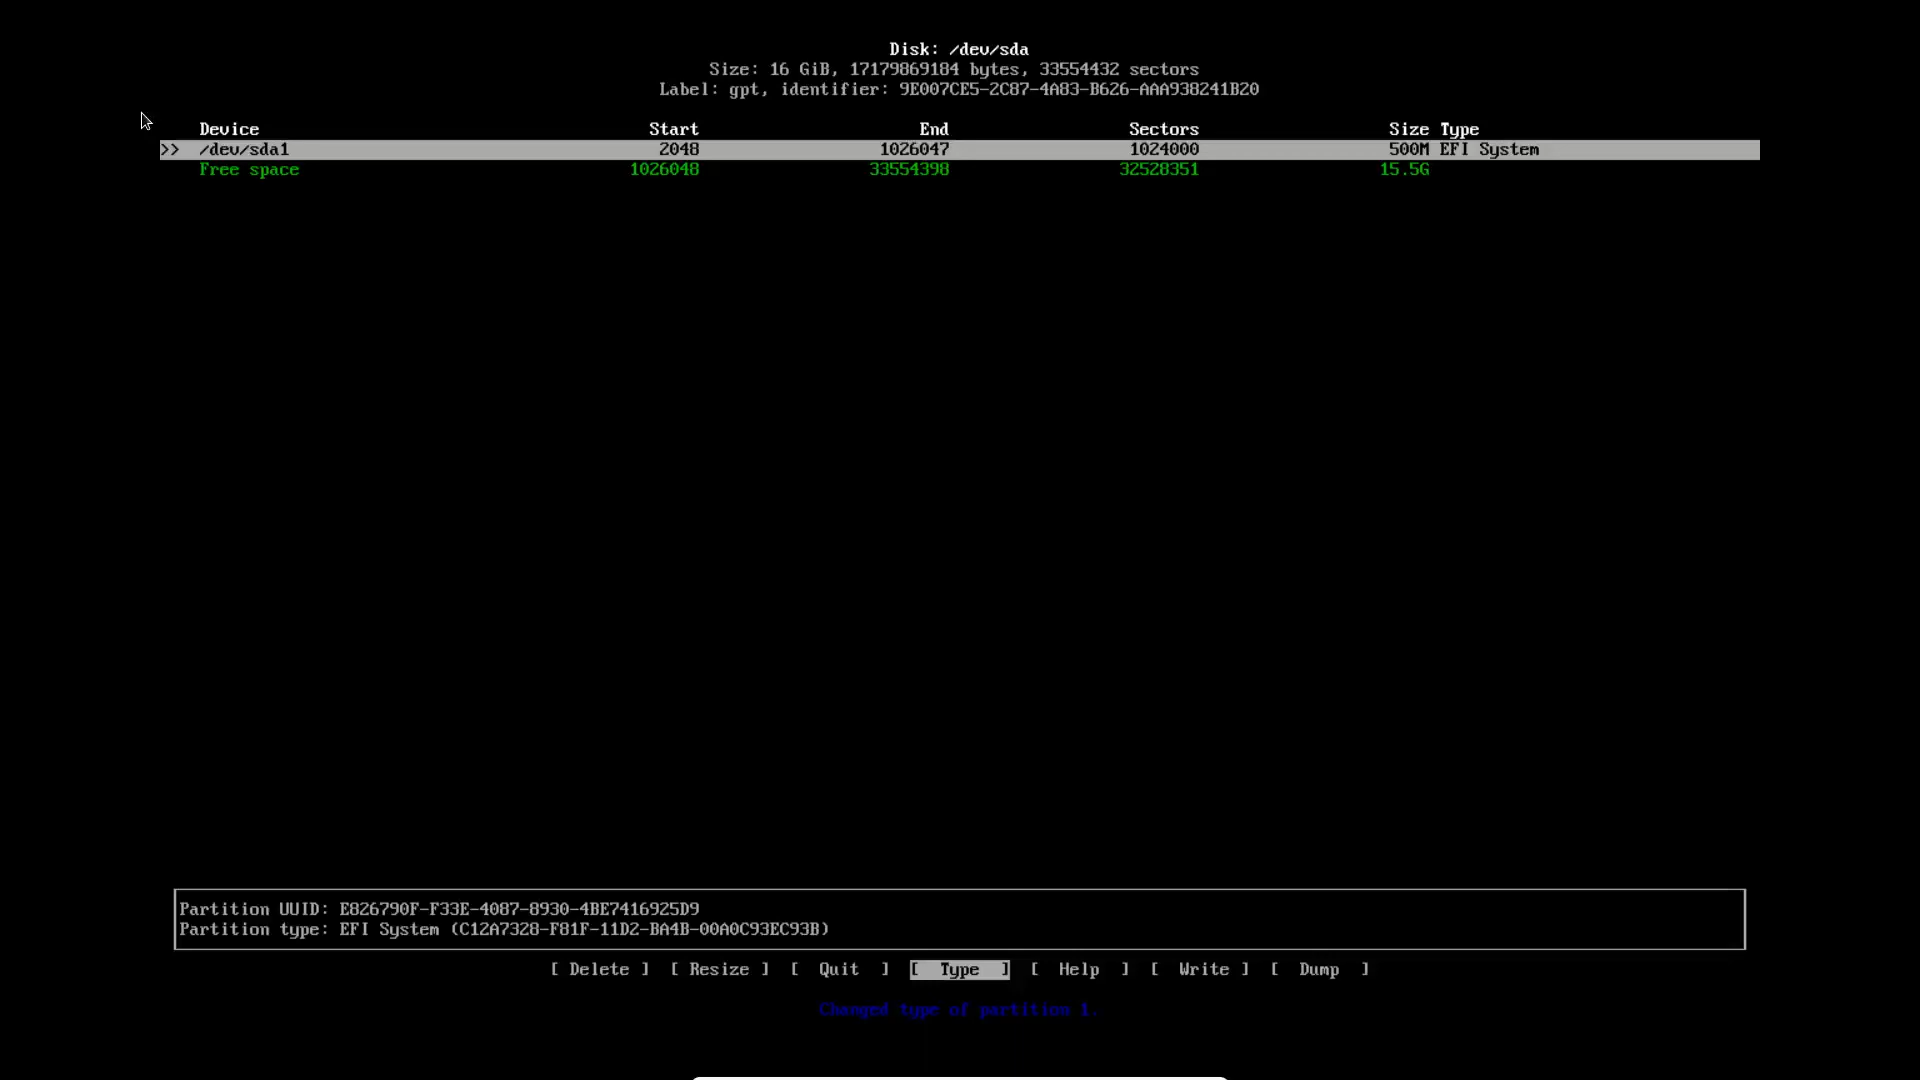 Disk: /dev/sda
Size: 16 GiB, 17179869184 bytes, 33554432 sectors
Label: gpt, identifier: 9E007CE5-2C87-4A83-B626-AAA938241B20
Device Start End Sectors Size Type
>> /dev/sda1 2048 1026047 1024000 500M EFI System
Free space 1026048 33554398 32528351 15.5G
Partition UUID: E826790F-F33E-4087-8930-4BE7416925D9
Partition type: EFI System (C12A7328-F81F-11D2-BA4B-00A0C93EC93B)
[ Delete ] [ Resize ] [ Quit ] [ Type ] [ Help ] [ Write ] [ Dump ]
Changed type of partition 1.